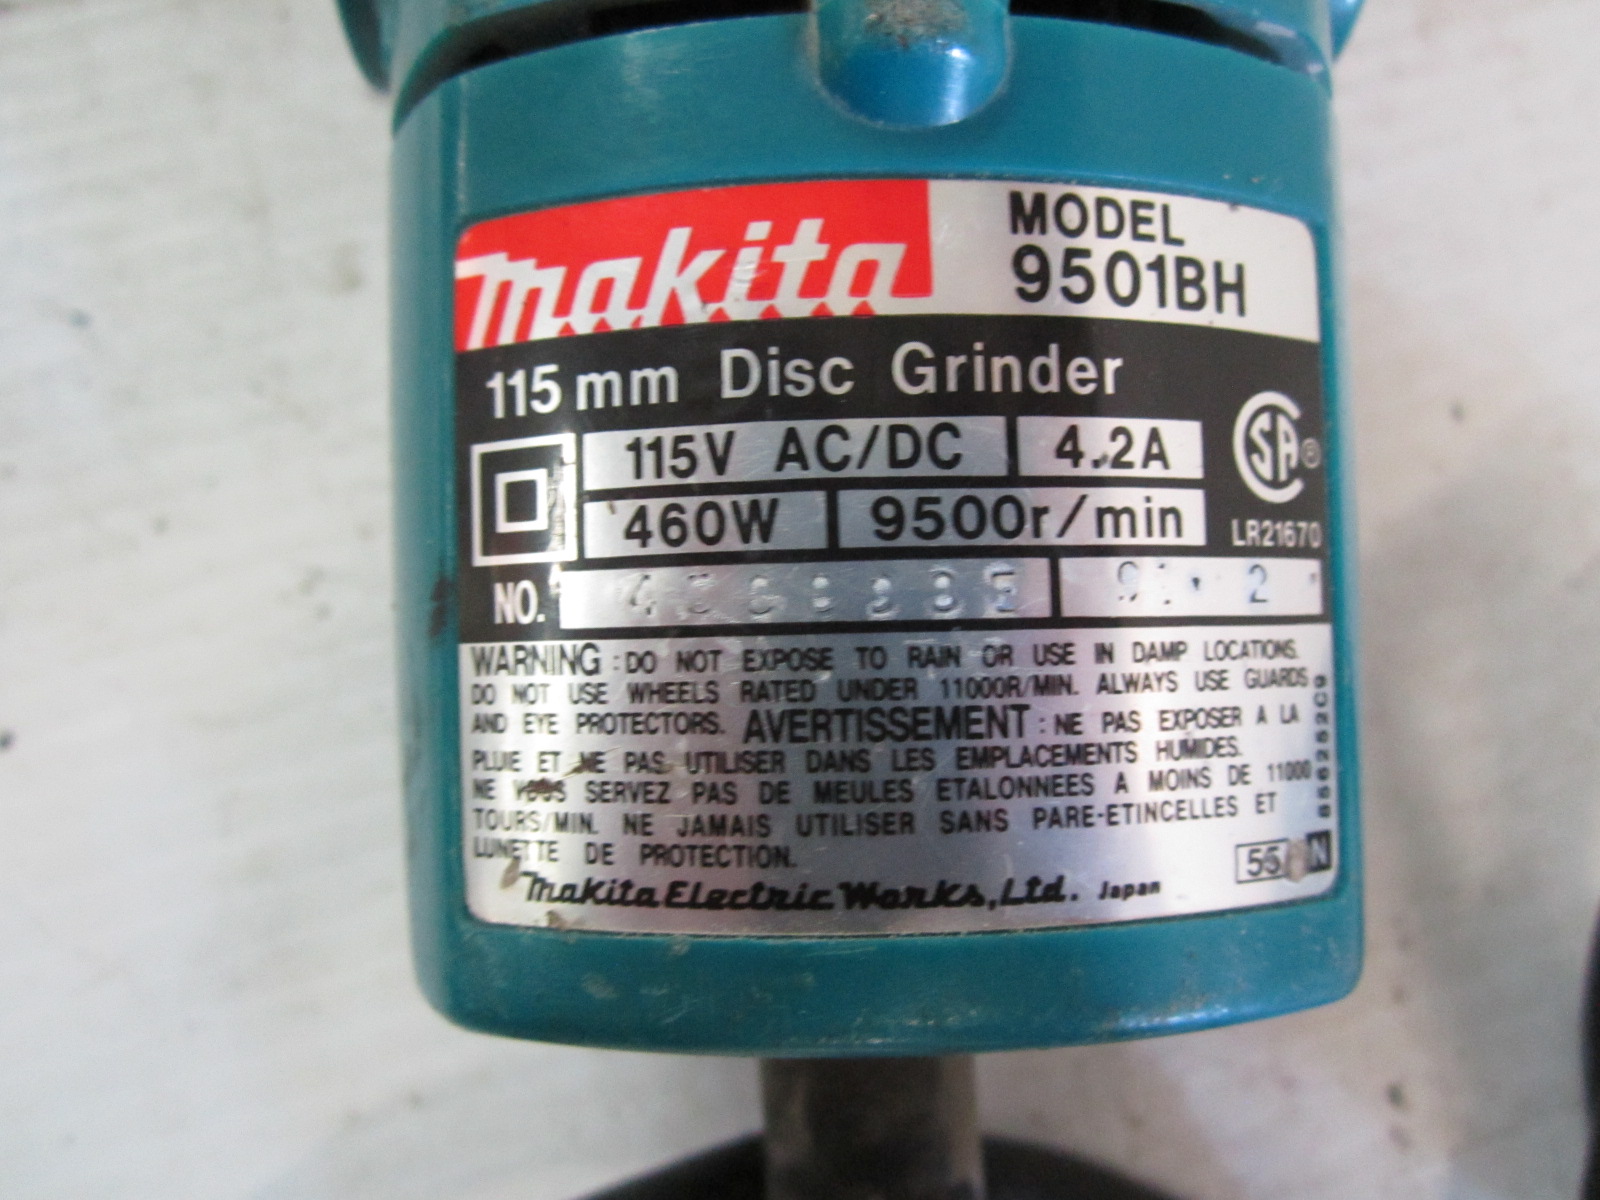 makita
MODEL
9501BH
115 mm Disc Grinder
115V AC/DC 4.2A
460W 9500r/min
LR21670
NO.
WARNING : DO NOT EXPOSE TO RAIN OR USE IN DAMP LOCATIONS.
DO NOT USE WHEELS RATED UNDER 11000R/MIN. ALWAYS USE GUARDS
AND EYE PROTECTORS. AVERTISSEMENT : NE PAS EXPOSER A LA
PLUIE ET NE PAS UTILISER DANS LES EMPLACEMENTS HUMIDES.
NE VOUS SERVEZ PAS DE MEULES ETALONNEES A MOINS DE 11000
TOURS/MIN. NE JAMAIS UTILISER SANS PARE-ETINCELLES ET
LUNETTE DE PROTECTION.
Makita Electric Works, Ltd. Japan